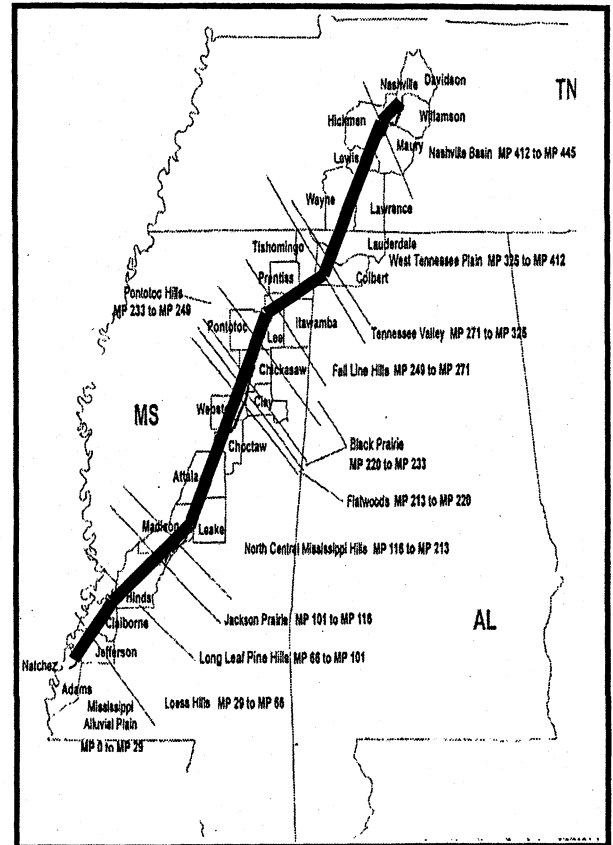 Nashville
Davidson
TN
Hickman
Williamson
Maury
Nashville Basin MP 412 to MP 445
Lewis
Wayne
Lawrence
Lauderdale
Tishomingo
West Tennessee Plain MP 325 to MP 412
Colbert
Prentiss
Pontotoc Hills
MP 233 to MP 249
Itawamba
Pontotoc
Lee
Tennessee Valley MP 271 to MP 325
Chickasaw
Fall Line Hills MP 249 to MP 271
MS
Webst
Clay
Choctaw
Black Prairie
MP 220 to MP 233
Attala
Flatwoods MP 213 to MP 220
Madison
Leake
North Central Mississippi Hills MP 116 to MP 213
Hinds
Jackson Prairie MP 101 to MP 116
AL
Claiborne
Jefferson
Long Leaf Pine Hills MP 66 to MP 101
Natchez
Adams
Loess Hills MP 29 to MP 66
Mississippi
Alluvial Plain
MP 0 to MP 29